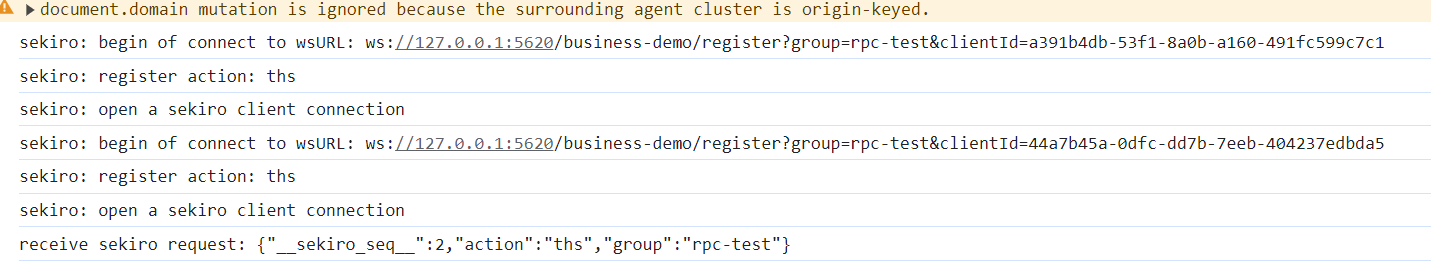 document.domain mutation is ignored because the surrounding agent cluster is origin-keyed.
sekiro: begin of connect to wsURL: ws://127.0.0.1:5620/business-demo/register?group=rpc-test&clientId=a391b4db-53f1-8a0b-a160-491fc599c7c1
sekiro: register action: ths
sekiro: open a sekiro client connection
sekiro: begin of connect to wsURL: ws://127.0.0.1:5620/business-demo/register?group=rpc-test&clientId=44a7b45a-0dfc-dd7b-7eeb-404237edbda5
sekiro: register action: ths
sekiro: open a sekiro client connection
receive sekiro request: {"__sekiro_seq__":2,"action":"ths","group":"rpc-test"}